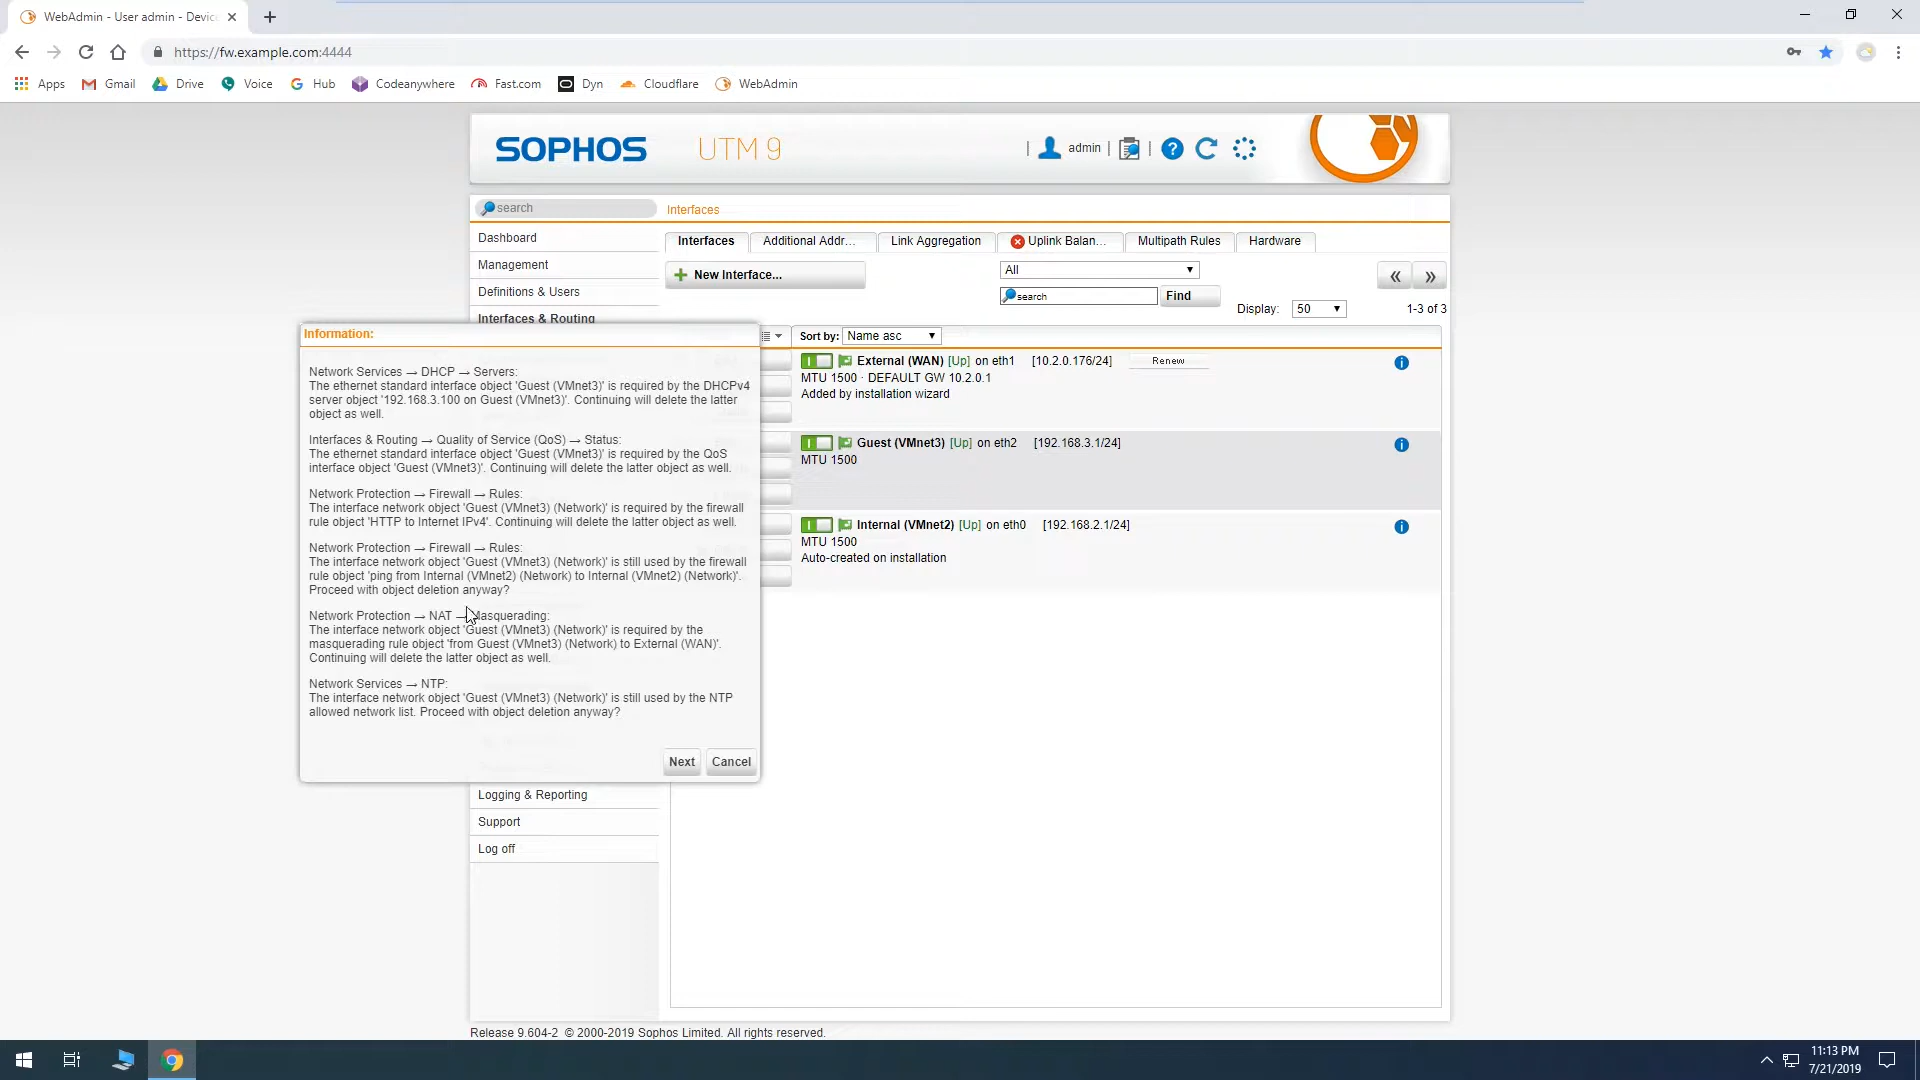 WebAdmin - User admin - Devic
https://fw.example.com:4444
Apps
Gmail
Drive
Voice
Hub
Codeanywhere
Fast.com
Dyn
Cloudflare
WebAdmin
SOPHOS UTM 9
admin
search
Dashboard
Management
Definitions & Users
Interfaces & Routing
Interfaces
Interfaces
Additional Addr...
Link Aggregation
Uplink Balan...
Multipath Rules
Hardware
New Interface...
All
search
Find
Display: 50
1-3 of 3
Sort by: Name asc
Information:
Network Services → DHCP → Servers:
The ethernet standard interface object 'Guest (VMnet3)' is required by the DHCPv4
server object '192.168.3.100 on Guest (VMnet3)'. Continuing will delete the latter
object as well.
Interfaces & Routing → Quality of Service (QoS) → Status:
The ethernet standard interface object 'Guest (VMnet3)' is required by the QoS
interface object 'Guest (VMnet3)'. Continuing will delete the latter object as well.
Network Protection → Firewall → Rules:
The interface network object 'Guest (VMnet3) (Network)' is required by the firewall
rule object 'HTTP to Internet IPv4'. Continuing will delete the latter object as well.
Network Protection → Firewall → Rules:
The interface network object 'Guest (VMnet3) (Network)' is still used by the firewall
rule object 'ping from Internal (VMnet2) (Network) to Internal (VMnet2) (Network)'.
Proceed with object deletion anyway?
Network Protection → NAT → Masquerading:
The interface network object 'Guest (VMnet3) (Network)' is required by the
masquerading rule object 'from Guest (VMnet3) (Network) to External (WAN)'.
Continuing will delete the latter object as well.
Network Services → NTP:
The interface network object 'Guest (VMnet3) (Network)' is still used by the NTP
allowed network list. Proceed with object deletion anyway?
Next
Cancel
External (WAN) [Up] on eth1 [10.2.0.176/24] Renew
MTU 1500 · DEFAULT GW 10.2.0.1
Added by installation wizard
Guest (VMnet3) [Up] on eth2 [192.168.3.1/24]
MTU 1500
Internal (VMnet2) [Up] on eth0 [192.168.2.1/24]
MTU 1500
Auto-created on installation
Logging & Reporting
Support
Log off
Release 9.604-2 © 2000-2019 Sophos Limited. All rights reserved.
11:13 PM
7/21/2019